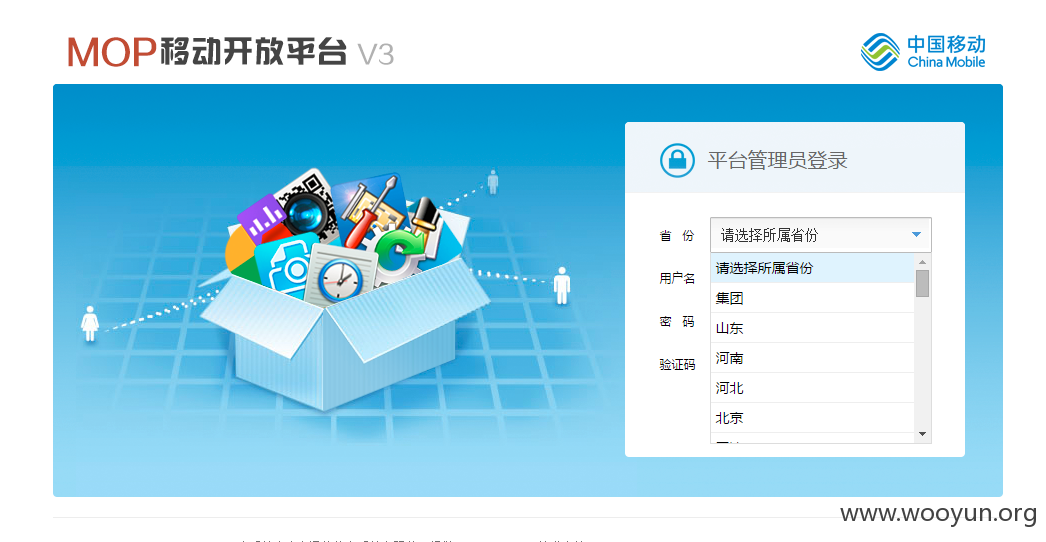 MOP移动开放平台 V3
中国移动
China Mobile
平台管理员登录
省 份
请选择所属省份
请选择所属省份
集团
用户名
山东
密 码
河南
验证码
河北
北京
www.wooyun.org